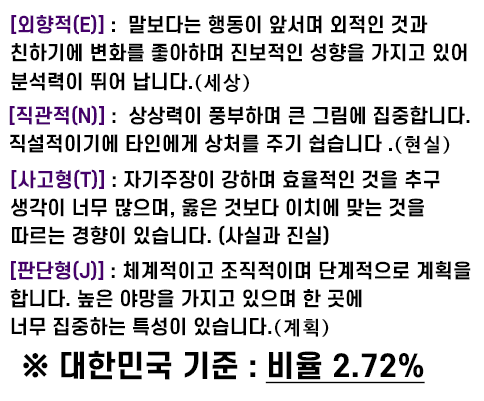 [외향적(E)] : 말보다는 행동이 앞서며 외적인 것과
친하기에 변화를 좋아하며 진보적인 성향을 가지고 있어
분석력이 뛰어 납니다.(세상)
[직관적(N)] : 상상력이 풍부하며 큰 그림에 집중합니다.
직설적이기에 타인에게 상처를 주기 쉽습니다 .(현실)
[사고형(T)] : 자기주장이 강하며 효율적인 것을 추구
생각이 너무 많으며, 옳은 것보다 이치에 맞는 것을
따르는 경향이 있습니다. (사실과 진실)
[판단형(J)] : 체계적이고 조직적이며 단계적으로 계획을
합니다. 높은 야망을 가지고 있으며 한 곳에
너무 집중하는 특성이 있습니다.(계획)
※ 대한민국 기준 : 비율 2.72%